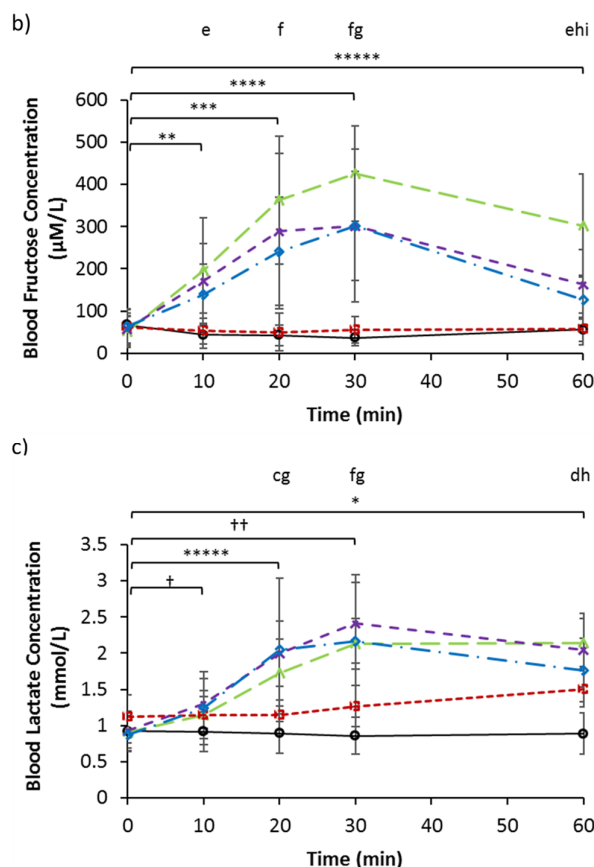 b)
e f fg ehi
*****
****
***
**
Blood Fructose Concentration
(μM/L)
600
500
400
300
200
100
0
0 10 20 30 40 50 60
Time (min)
c)
cg fg dh
*
††
*****
†
Blood Lactate Concentration
(mmol/L)
3.5
3
2.5
2
1.5
1
0.5
0
0 10 20 30 40 50 60
Time (min)